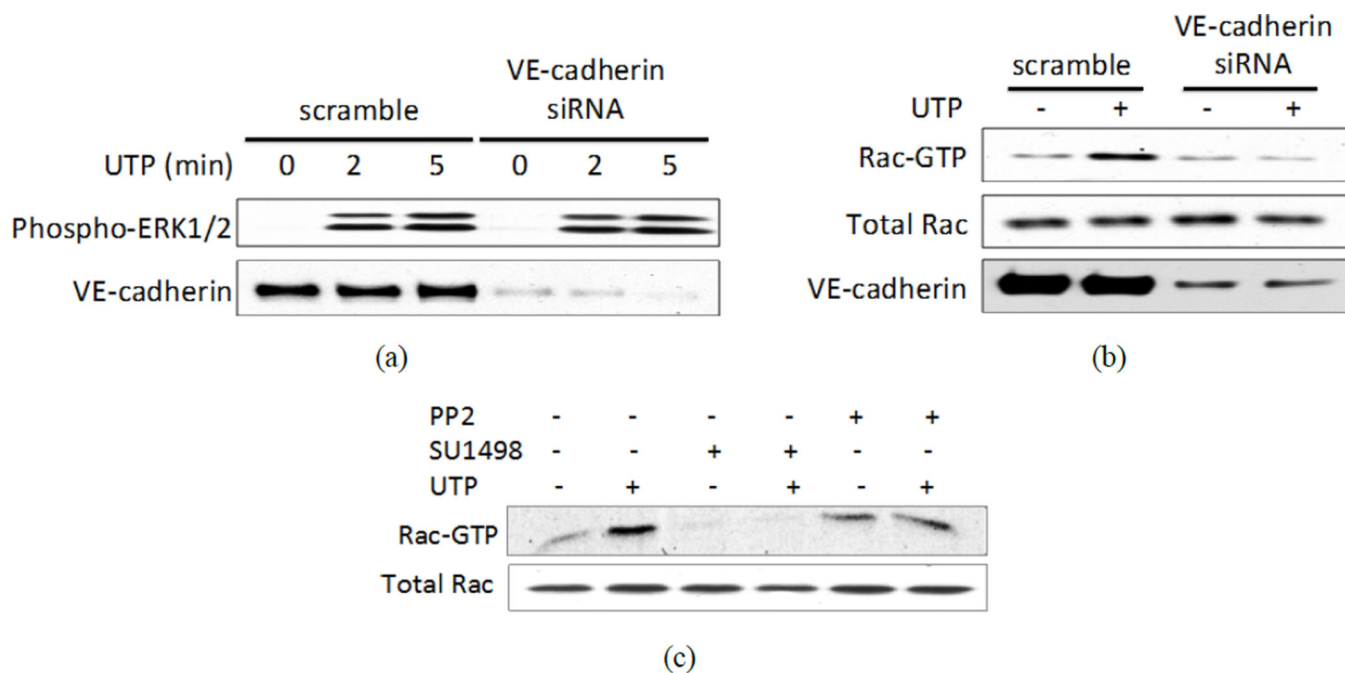 VE-cadherin
siRNA
scramble
UTP (min) 0 2 5 0 2 5
Phospho-ERK1/2
VE-cadherin
(a)
VE-cadherin
siRNA
scramble
UTP - + - +
Rac-GTP
Total Rac
VE-cadherin
(b)
PP2 - - - - + +
SU1498 - - + + - -
UTP - + - + - +
Rac-GTP
Total Rac
(c)